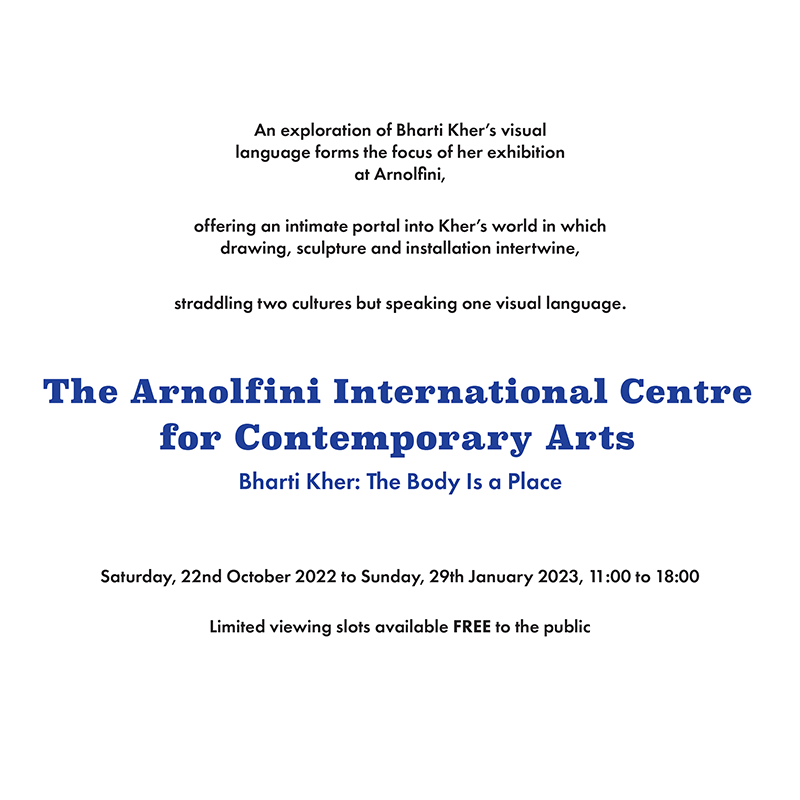 An exploration of Bharti Kher’s visual
language forms the focus of her exhibition
at Arnolfini,
offering an intimate portal into Kher’s world in which
drawing, sculpture and installation intertwine,
straddling two cultures but speaking one visual language.
The Arnolfini International Centre
for Contemporary Arts
Bharti Kher: The Body Is a Place
Saturday, 22nd October 2022 to Sunday, 29th January 2023, 11:00 to 18:00
Limited viewing slots available FREE to the public